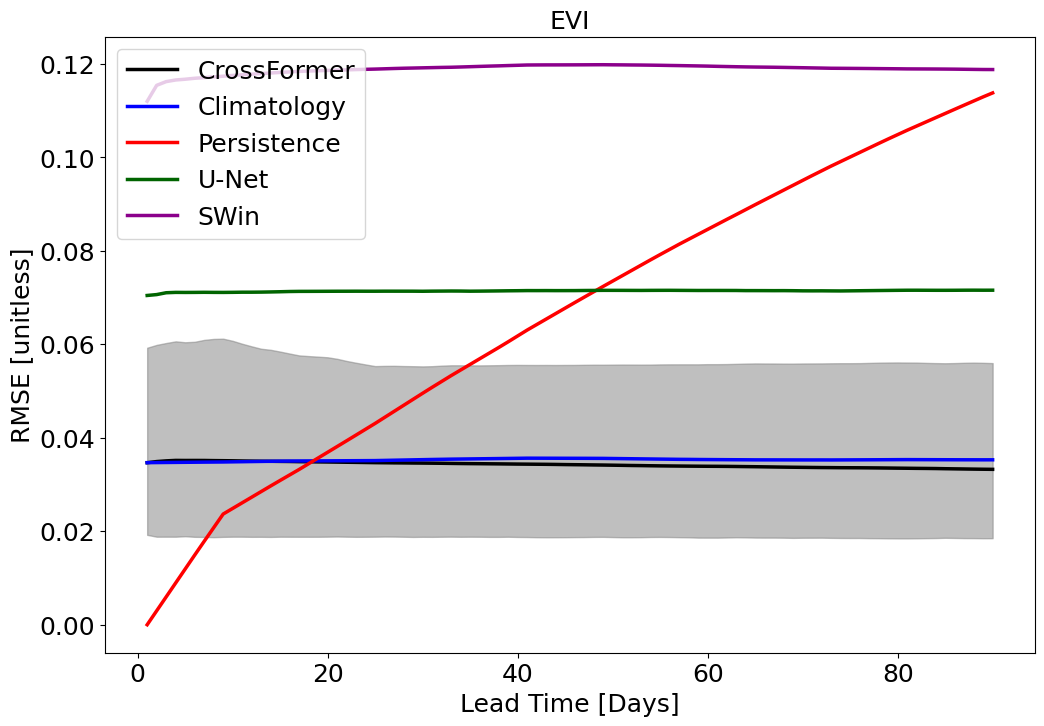 EVI
CrossFormer
Climatology
Persistence
U-Net
SWin
0.12
0.10
0.08
0.06
0.04
0.02
0.00
RMSE [unitless]
0 20 40 60 80
Lead Time [Days]